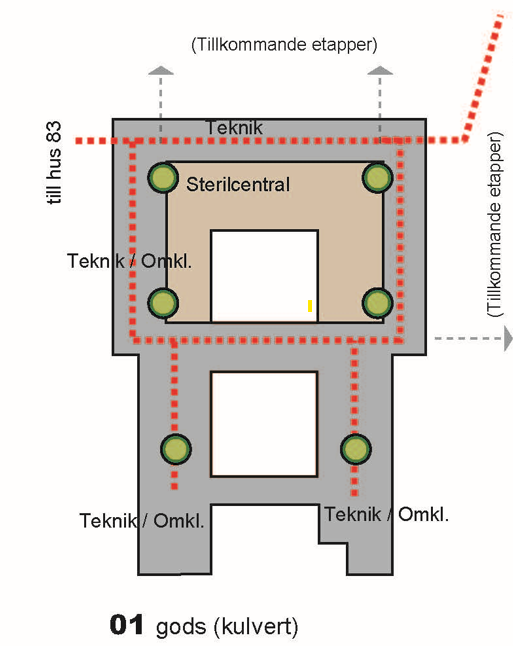 (Tillkommande etapper)
till hus 83
Teknik
Sterilcentral
(Tillkommande etapper)
Teknik / Omkl.
Teknik / Omkl.
Teknik / Omkl.
01 gods (kulvert)